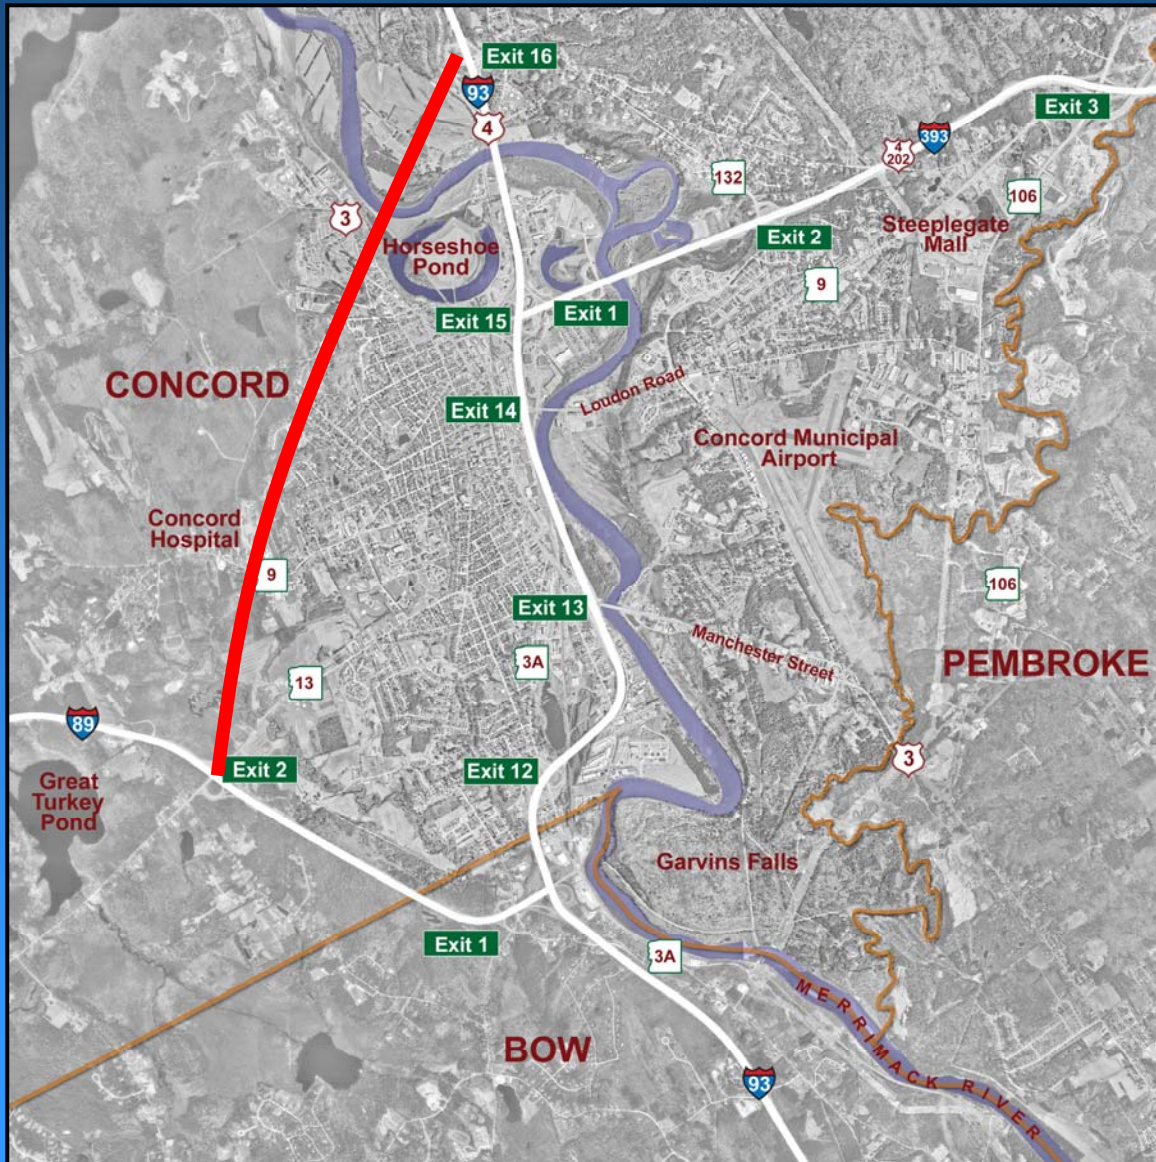 Exit 16
93
4
Exit 3
393
4
202
132
106
3
Steeplegate
Mall
Exit 2
Horseshoe
Pond
9
Exit 15
Exit 1
CONCORD
Loudon Road
Exit 14
Concord Municipal
Airport
Concord
Hospital
9
106
Exit 13
Manchester Street
3A
PEMBROKE
13
89
3
Exit 2
Exit 12
Great
Turkey
Pond
Garvins Falls
Exit 1
3A
MERRIMACK RIVER
BOW
93